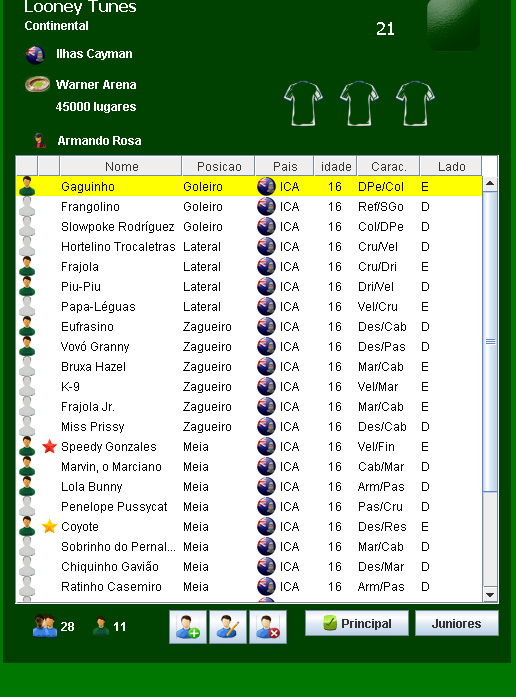 Looney Tunes
Continental
21
Ilhas Cayman
Warner Arena
45000 lugares
Armando Rosa
Nome Posicao Pais idade Carac. Lado
Gaguinho Goleiro ICA 16 DPe/Col E
Frangolino Goleiro ICA 16 Ref/SGo D
Slowpoke Rodríguez Goleiro ICA 16 Col/DPe D
Hortelino Trocaletras Lateral ICA 16 Cru/Vel D
Frajola Lateral ICA 16 Cru/Dri E
Piu-Piu Lateral ICA 16 Dri/Vel D
Papa-Léguas Lateral ICA 16 Vel/Cru E
Eufrasino Zagueiro ICA 16 Des/Cab D
Vovó Granny Zagueiro ICA 16 Des/Pas D
Bruxa Hazel Zagueiro ICA 16 Mar/Cab D
K-9 Zagueiro ICA 16 Vel/Mar E
Frajola Jr. Zagueiro ICA 16 Mar/Cab E
Miss Prissy Zagueiro ICA 16 Des/Cab D
Speedy Gonzales Meia ICA 16 Vel/Fin E
Marvin, o Marciano Meia ICA 16 Cab/Mar D
Lola Bunny Meia ICA 16 Arm/Pas D
Penelope Pussycat Meia ICA 16 Pas/Cru D
Coyote Meia ICA 16 Des/Res E
Sobrinho do Pernal... Meia ICA 16 Mar/Cab D
Chiquinho Gavião Meia ICA 16 Des/Mar D
Ratinho Casemiro Meia ICA 16 Arm/Pas D
28 11 Principal Juniores